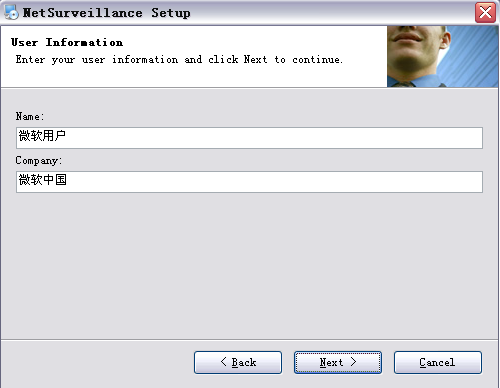 NetSurveillance Setup
User Information
Enter your user information and click Next to continue.
Name:
微软用户
Company:
微软中国
< Back
Next >
Cancel